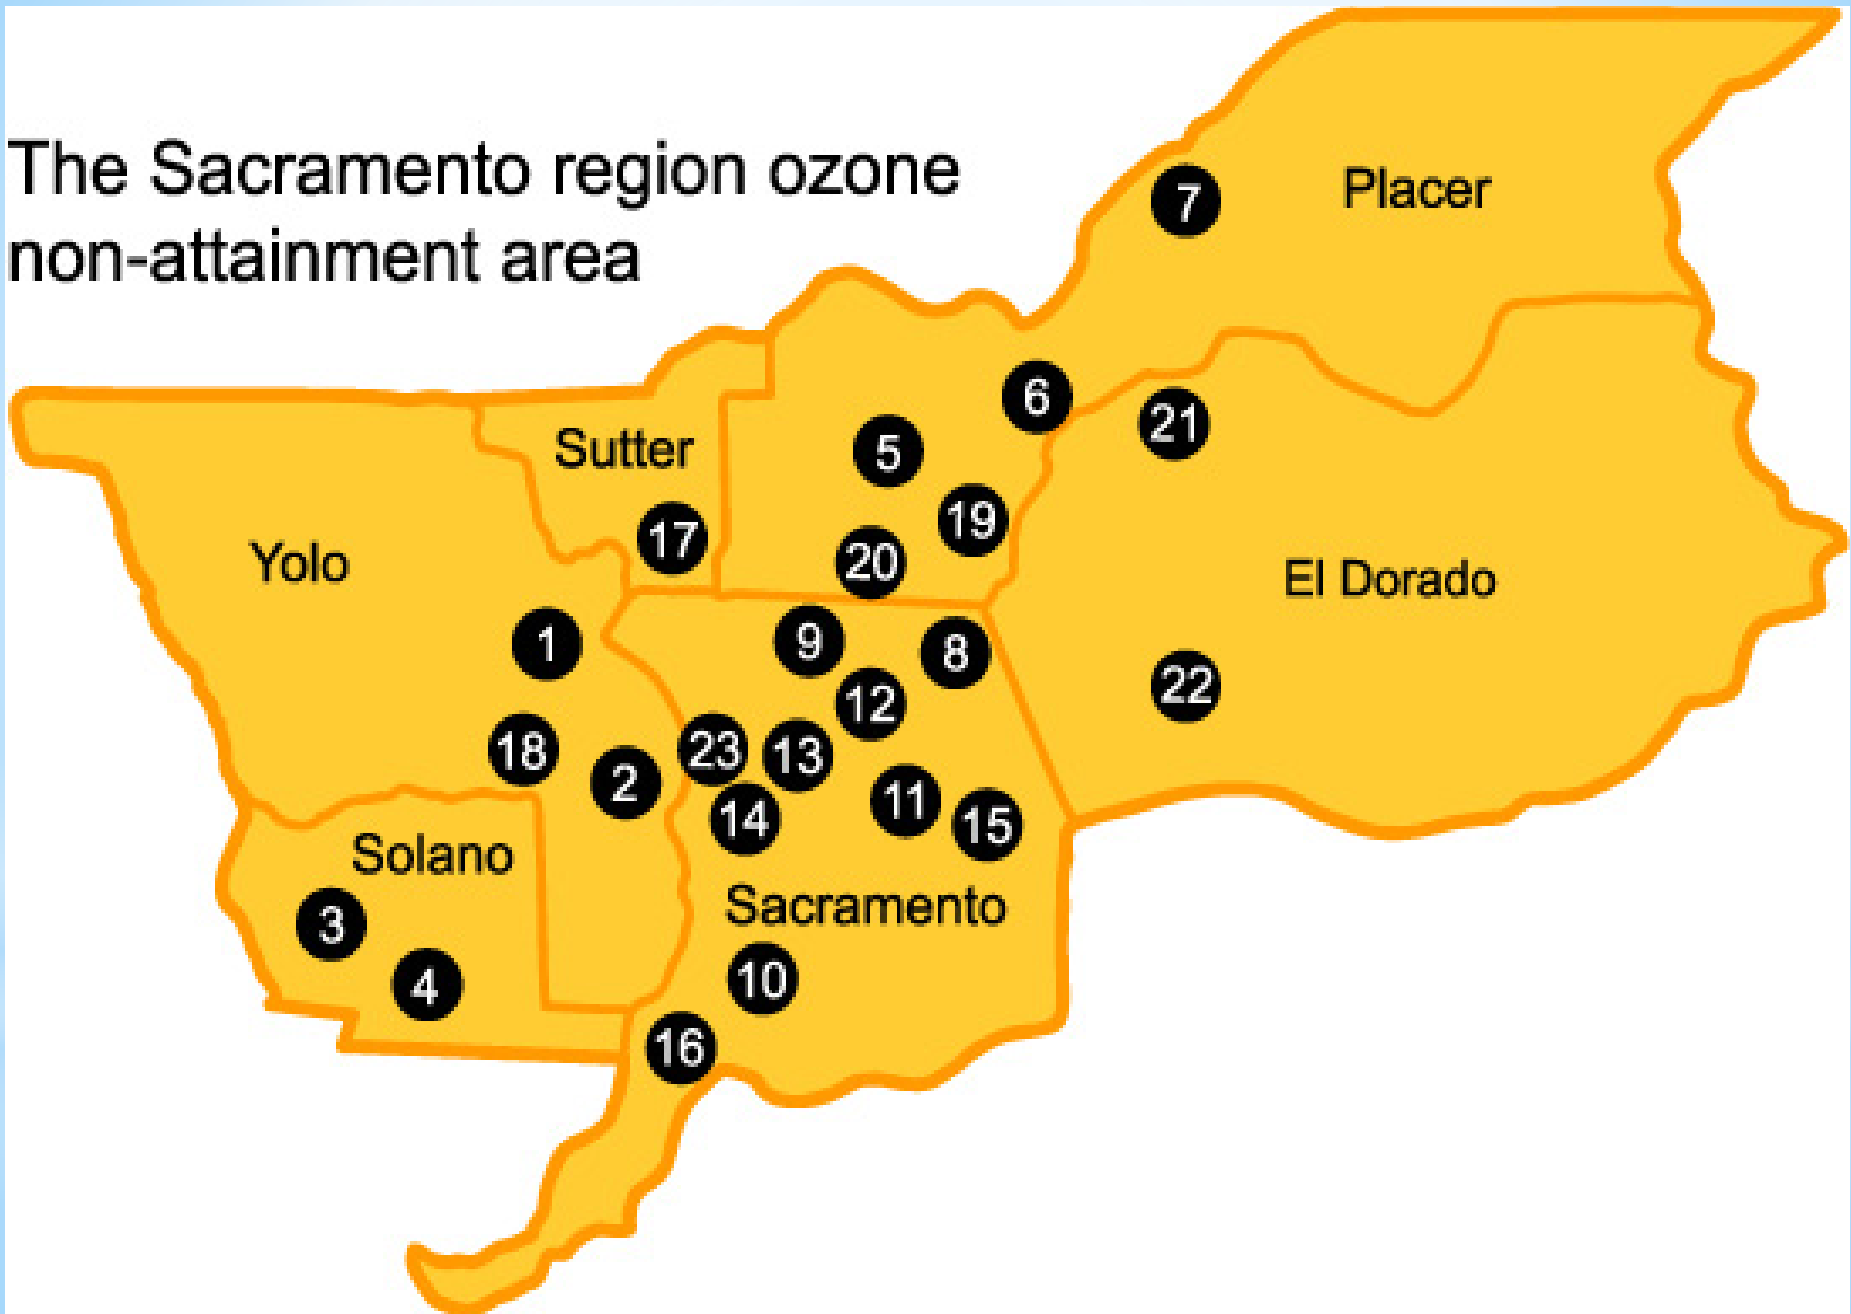 The Sacramento region ozone
non-attainment area
Placer
7
6
21
5
Sutter
19
17
20
Yolo
El Dorado
1
9
8
22
12
18
23
13
2
11
14
15
Solano
Sacramento
3
10
4
16